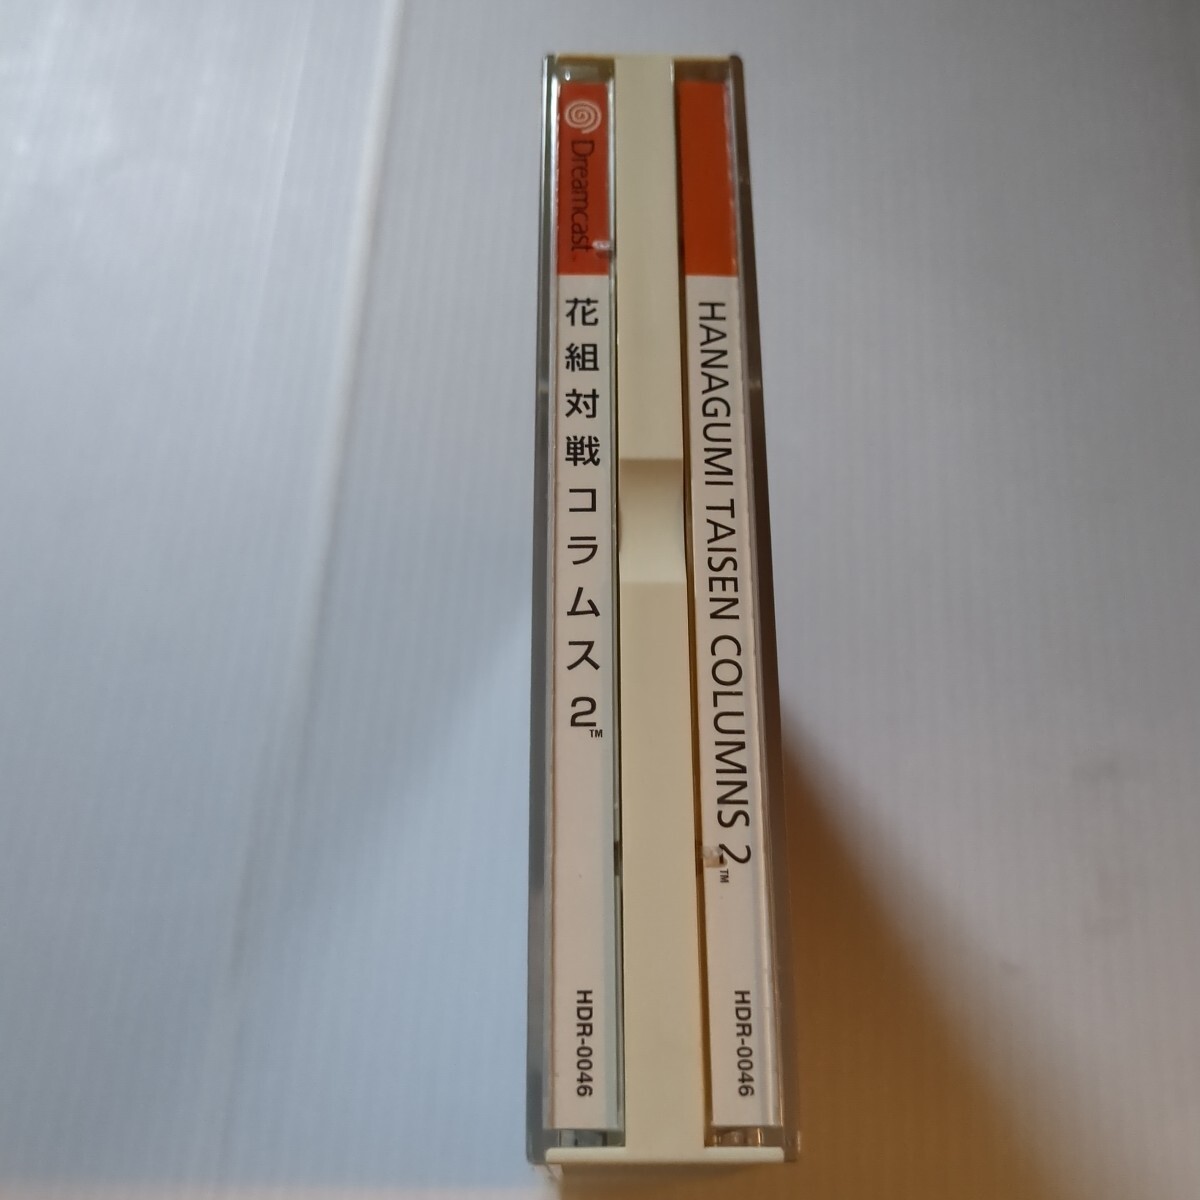 Dreamcast™
花組対戦コラムス2™
HDR-0046
HANAGUMI TAISEN COLUMNS 2™
HDR-0046